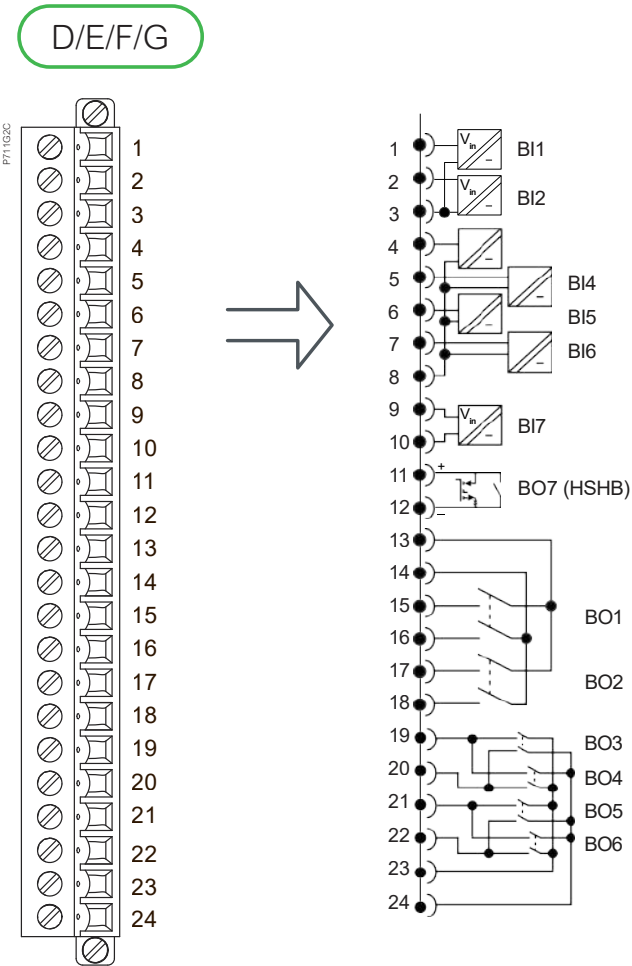 D/E/F/G
P711G2C
1
2
3
4
5
6
7
8
9
10
11
12
13
14
15
16
17
18
19
20
21
22
23
24
1 Vin – BI1
2 Vin – BI2
3
4 –
5 – BI4
6 – BI5
7 – BI6
8
9 Vin – BI7
10
11 + BO7 (HSHB)
12 –
13
14
15 BO1
16
17 BO2
18
19 BO3
20 BO4
21 BO5
22 BO6
23
24